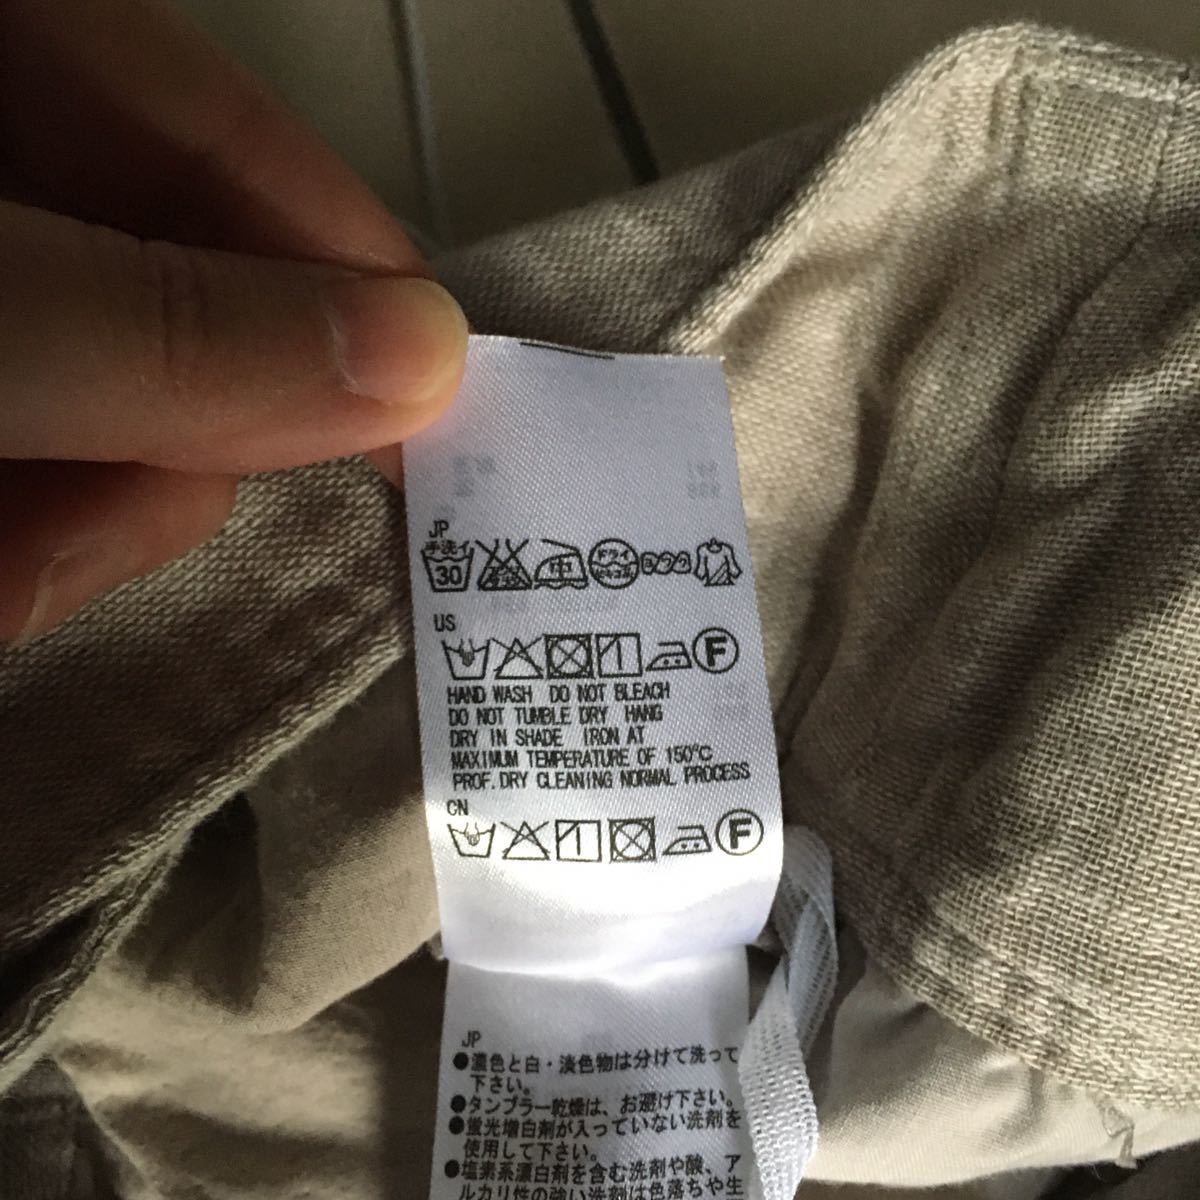 JP
手洗イ
30
中
ドライ
セキユ系
US
F
HAND WASH DO NOT BLEACH
DO NOT TUMBLE DRY HANG
DRY IN SHADE IRON AT
MAXIMUM TEMPERATURE OF 150℃
PROF. DRY CLEANING NORMAL PROCESS
CN
F
JP
●濃色と白・淡色物は分けて洗って
下さい。
●タンブラー乾燥は、お避け下さい。
●蛍光増白剤が入っていない洗剤を
使用して下さい。
●塩素系漂白剤を含む洗剤や酸、ア
ルカリ性の強い洗剤は色落ちや生